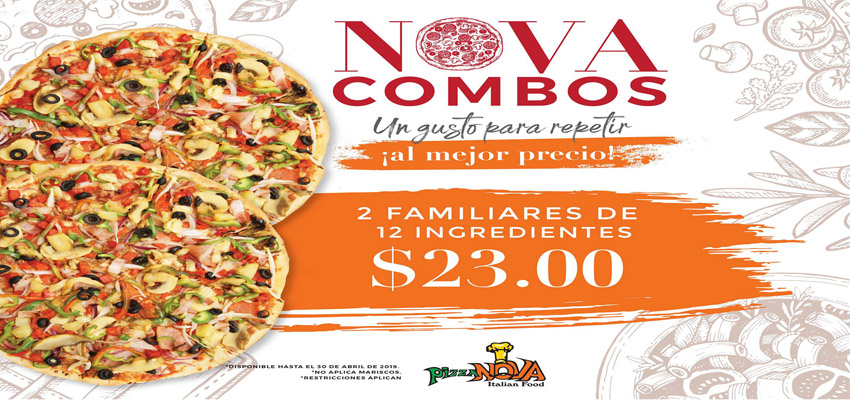 NOVA
COMBOS
Un gusto para repetir
¡al mejor precio!
2 FAMILIARES DE
12 INGREDIENTES
$23.00
*DISPONIBLE HASTA EL 30 DE ABRIL DE 2019.
*NO APLICA MARISCOS.
*RESTRICCIONES APLICAN
Pizza NOVA
Italian Food